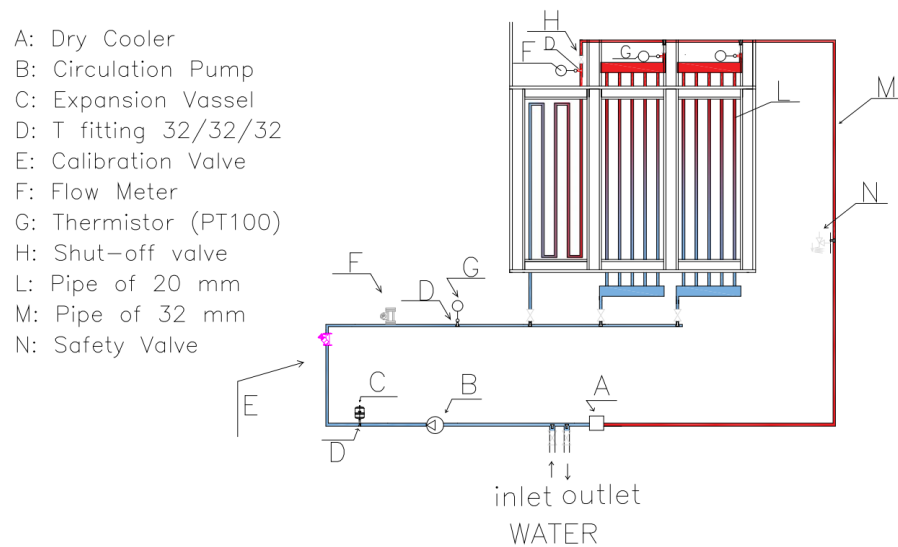 A: Dry Cooler
B: Circulation Pump
C: Expansion Vassel
D: T fitting 32/32/32
E: Calibration Valve
F: Flow Meter
G: Thermistor (PT100)
H: Shut-off valve
L: Pipe of 20 mm
M: Pipe of 32 mm
N: Safety Valve
H
F
D
G
L
M
N
F
D
G
E
C
D
B
A
inlet outlet
WATER